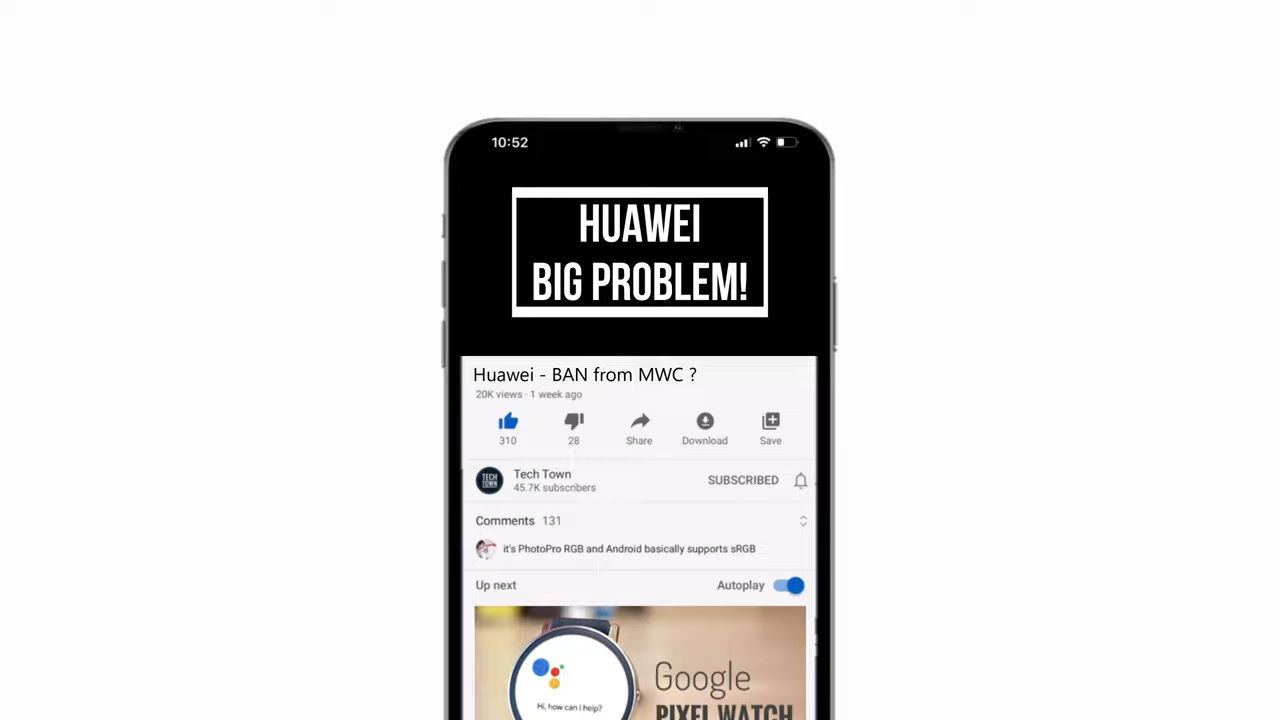 10:52
HUAWEI
BIG PROBLEM!
Huawei - BAN from MWC ?
20K views · 1 week ago
310
28
Share
Download
Save
TECH
TOWN
Tech Town
45.7K subscribers
SUBSCRIBED
Comments 131
it's PhotoPro RGB and Android basically supports sRGB
Up next
Autoplay
Hi, how can I help?
Google
PIXEL WATCH